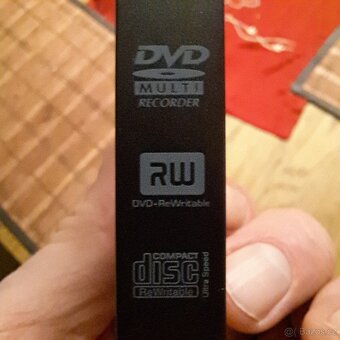 DVD
MULTI
RECORDER
RW
DVD-ReWritable
COMPACT
disc
ReWritable
Ultra Speed